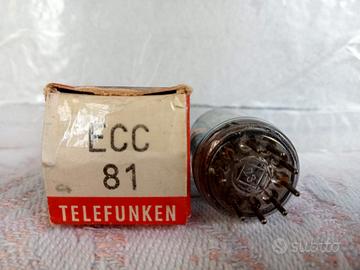 ECC
81
TELEFUNKEN
subito